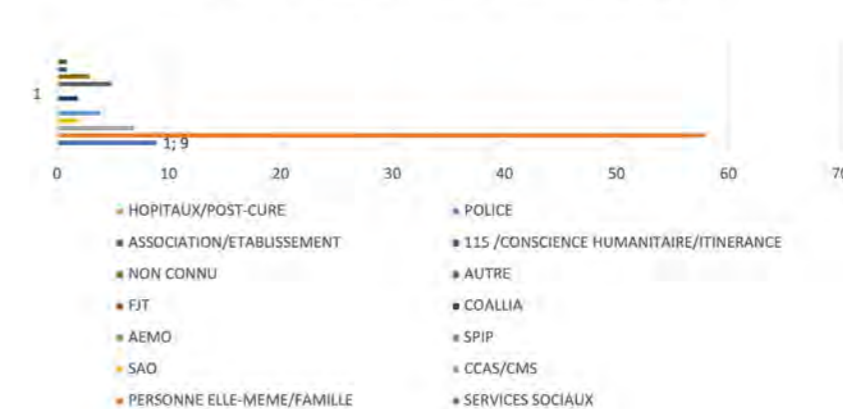 1
1; 9
0 10 20 30 40 50 60 70
HOPITAUX/POST-CURE POLICE
ASSOCIATION/ETABLISSEMENT 115 /CONSCIENCE HUMANITAIRE/ITINERANCE
NON CONNU AUTRE
FJT COALLIA
AEMO SPIP
SAO CCAS/CMS
PERSONNE ELLE-MEME/FAMILLE SERVICES SOCIAUX